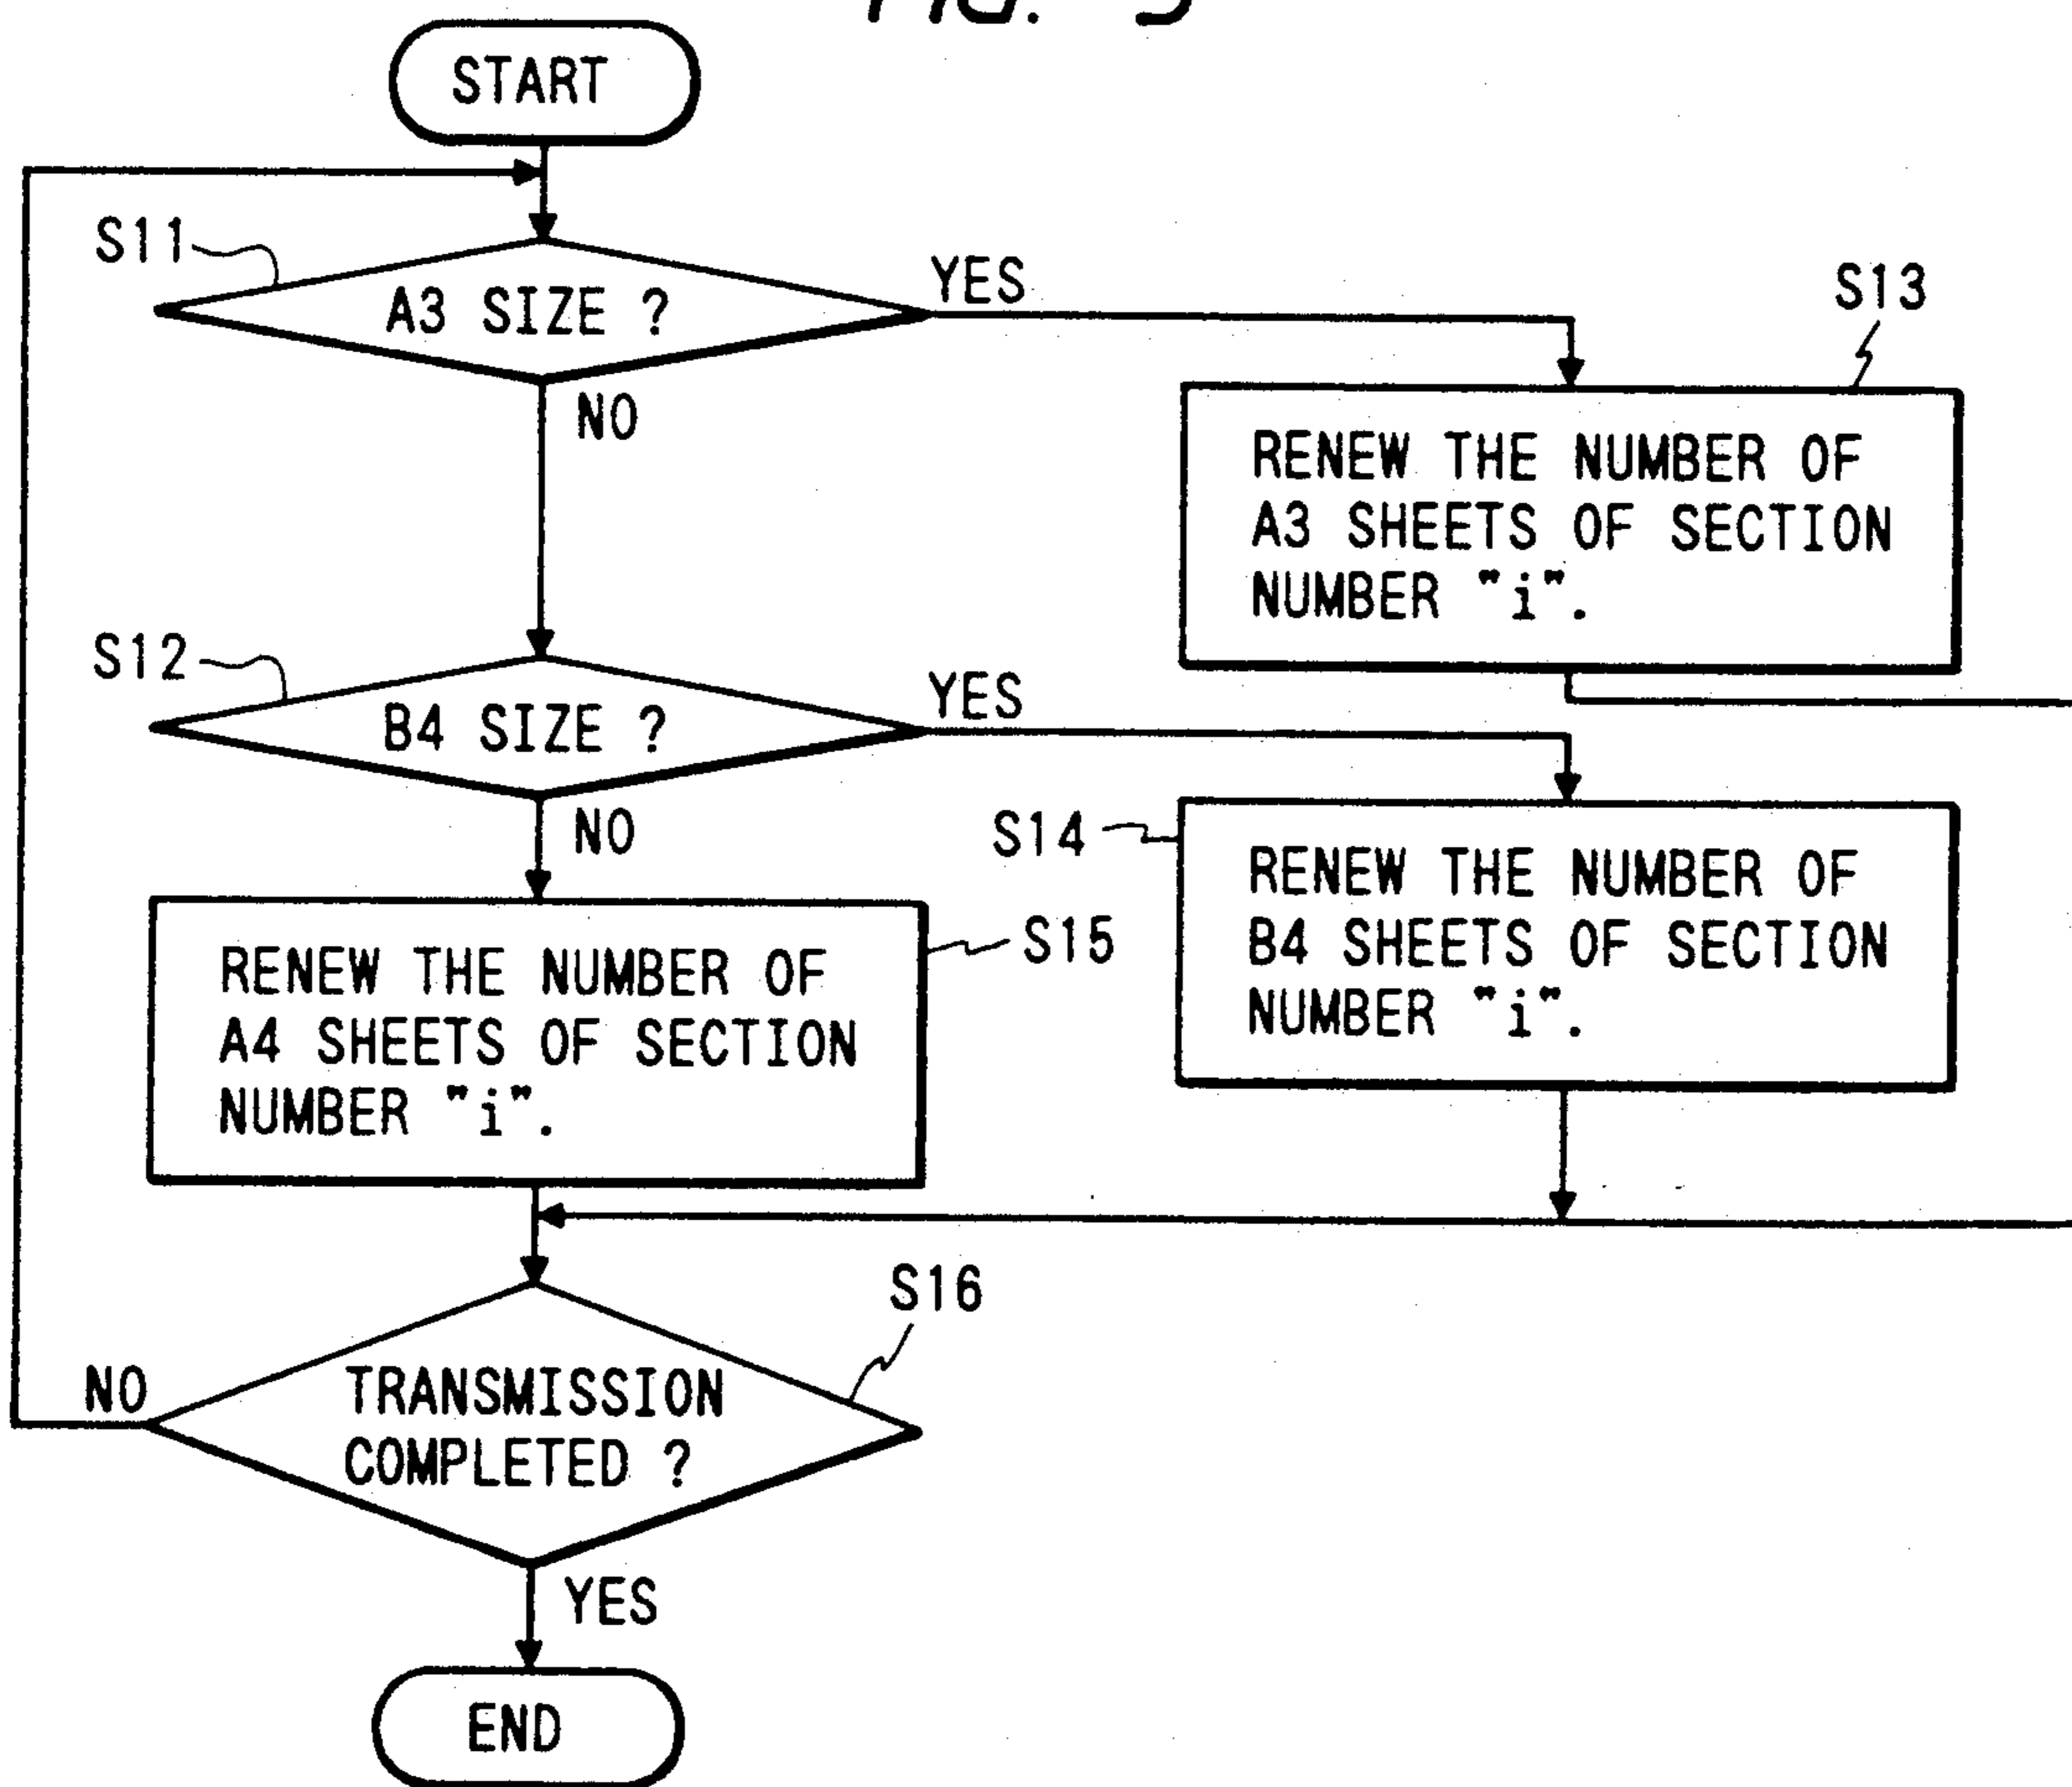 START
S11
A3 SIZE ?
YES
NO
S13
RENEW THE NUMBER OF
A3 SHEETS OF SECTION
NUMBER "i".
S12
B4 SIZE ?
YES
NO
S14
RENEW THE NUMBER OF
B4 SHEETS OF SECTION
NUMBER "i".
S15
RENEW THE NUMBER OF
A4 SHEETS OF SECTION
NUMBER "i".
S16
NO
TRANSMISSION
COMPLETED ?
YES
END